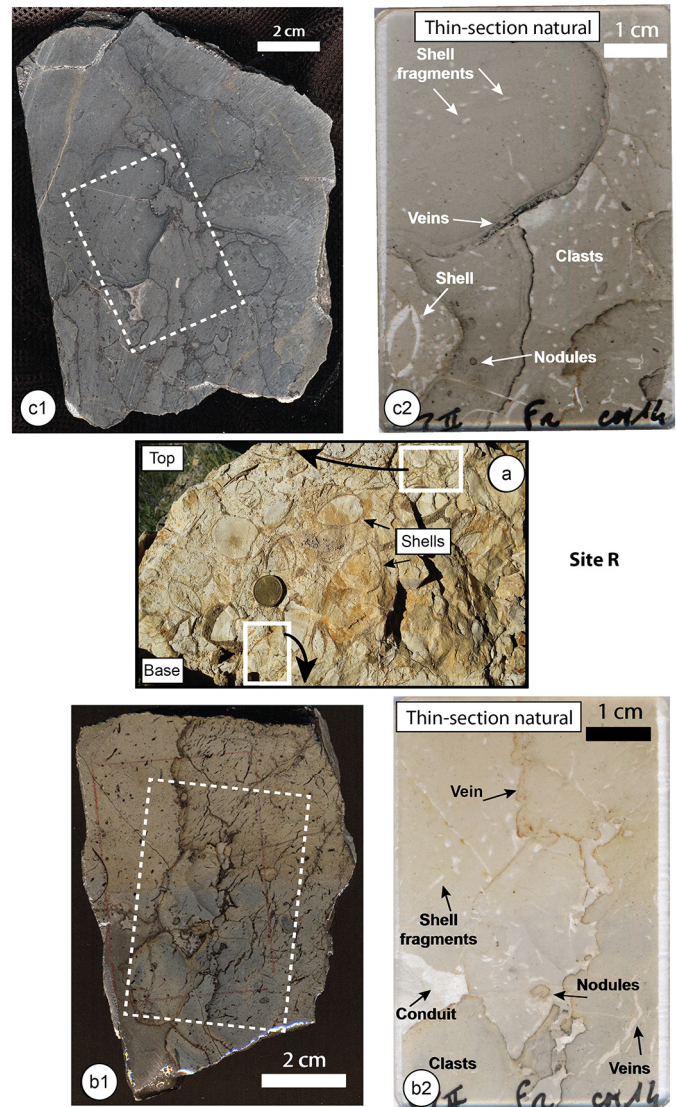 2 cm
c1
Thin-section natural
1 cm
Shell
fragments
Veins
Clasts
Shell
Nodules
c2
Top
a
Shells
Base
Site R
b1
2 cm
Thin-section natural
1 cm
Vein
Shell
fragments
Nodules
Conduit
Clasts
Veins
b2